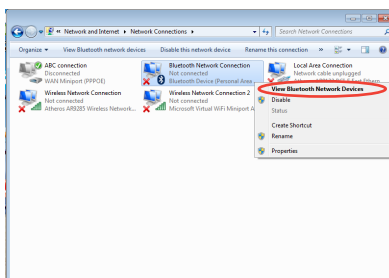 « Network and Internet ▸ Network Connections ▸
Search Network Connections
Organize ▾ View Bluetooth network devices Disable this network device Rename this connection »
ABC connection
Disconnected
WAN Miniport (PPPOE)
Bluetooth Network Connection
Not connected
Bluetooth Device (Personal Area ...
Local Area Connection
Network cable unplugged
Wireless Network Connection
Not connected
Atheros AR9285 Wireless Network...
Wireless Network Connection 2
Not connected
Microsoft Virtual WiFi Miniport A
View Bluetooth Network Devices
Disable
Status
Create Shortcut
Rename
Properties